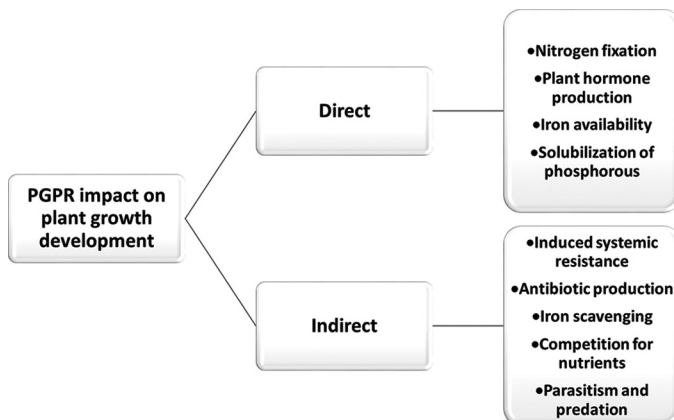 PGPR impact on
plant growth
development
Direct
•Nitrogen fixation
•Plant hormone
production
•Iron availability
•Solubilization of
phosphorous
Indirect
•Induced systemic
resistance
•Antibiotic production
•Iron scavenging
•Competition for
nutrients
•Parasitism and
predation